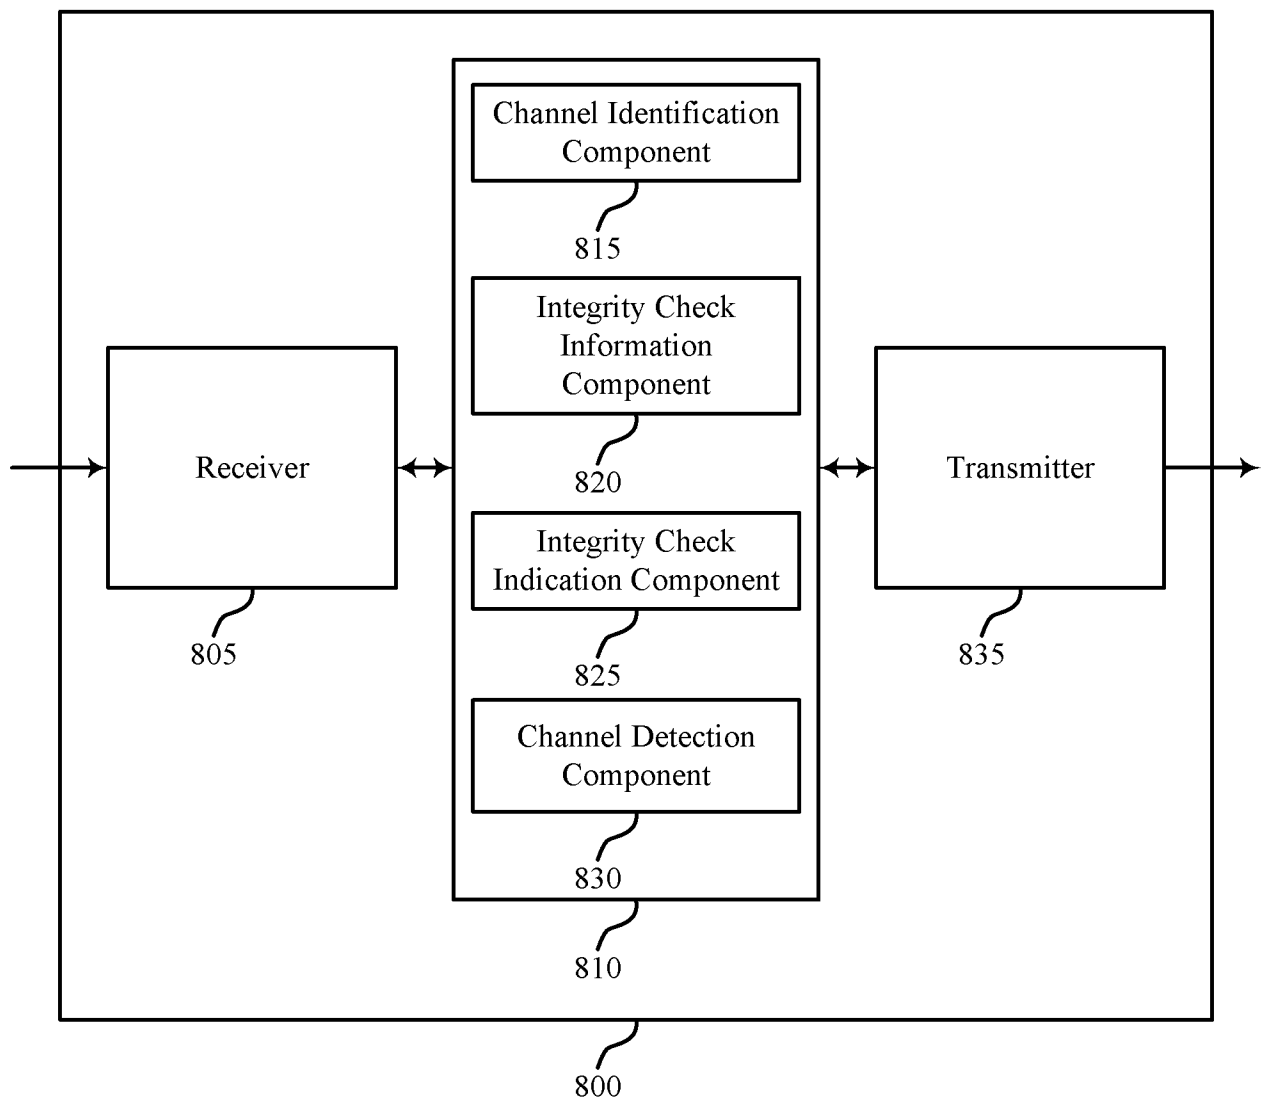 Channel Identification
Component
815
Integrity Check
Information
Component
820
Receiver
Transmitter
Integrity Check
Indication Component
805
825
835
Channel Detection
Component
830
810
800